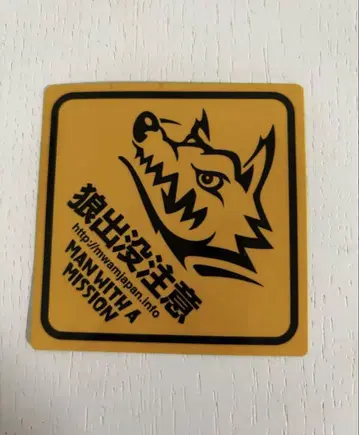 狼出没注意
http://mwamjapan.info
MAN WITH A
MISSION